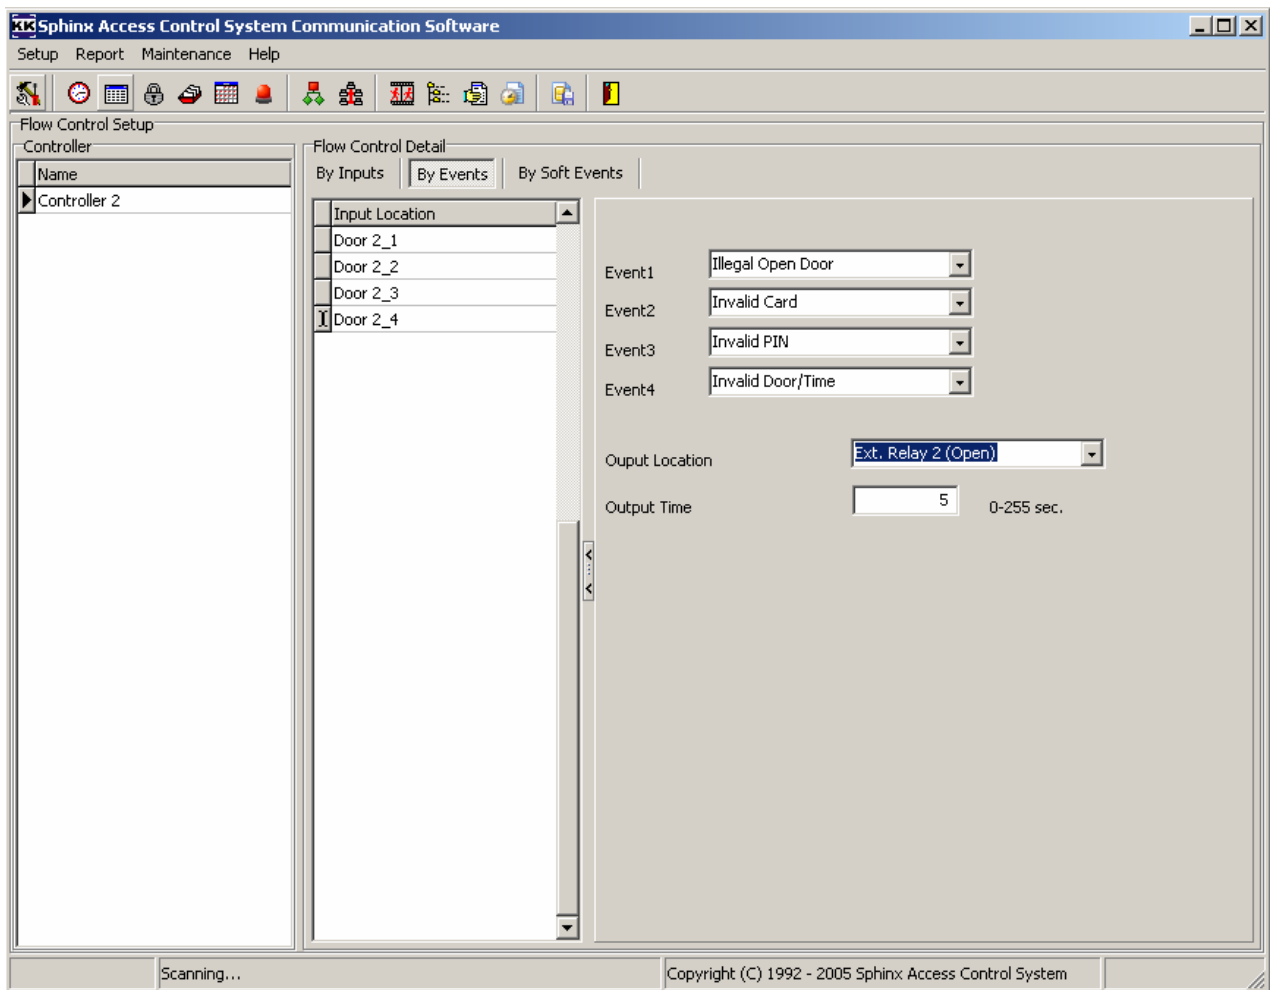 KK Sphinx Access Control System Communication Software
Setup Report Maintenance Help
Flow Control Setup
Controller
Name
Controller 2
Flow Control Detail
By Inputs By Events By Soft Events
Input Location
Door 2_1
Door 2_2
Door 2_3
Door 2_4
Event1 Illegal Open Door
Event2 Invalid Card
Event3 Invalid PIN
Event4 Invalid Door/Time
Ouput Location Ext. Relay 2 (Open)
Output Time 5 0-255 sec.
Scanning... Copyright (C) 1992 - 2005 Sphinx Access Control System